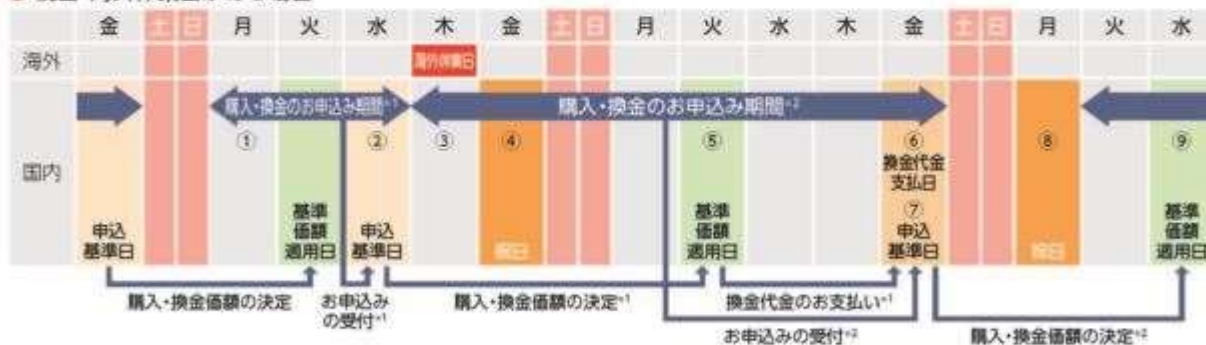 金 土 日 月 火 水 木 金 土 日 月 火 水 木 金 土 日 月 火 水
海外 海外休業日
購入・換金のお申込み期間*1 購入・換金のお申込み期間*2
① ② ③ ④ ⑤ ⑥ ⑧ ⑨
国内
換金代金
支払日
⑦
申込
基準日
基準
価額
適用日
申込
基準日
祝日
基準
価額
適用日
申込
基準日
祝日
基準
価額
適用日
購入・換金価額の決定
お申込み
の受付*1
購入・換金価額の決定*1
換金代金のお支払い*1
お申込みの受付*2
購入・換金価額の決定*2